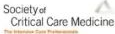 Society of
Critical Care Medicine
The Intensive Care Professionals